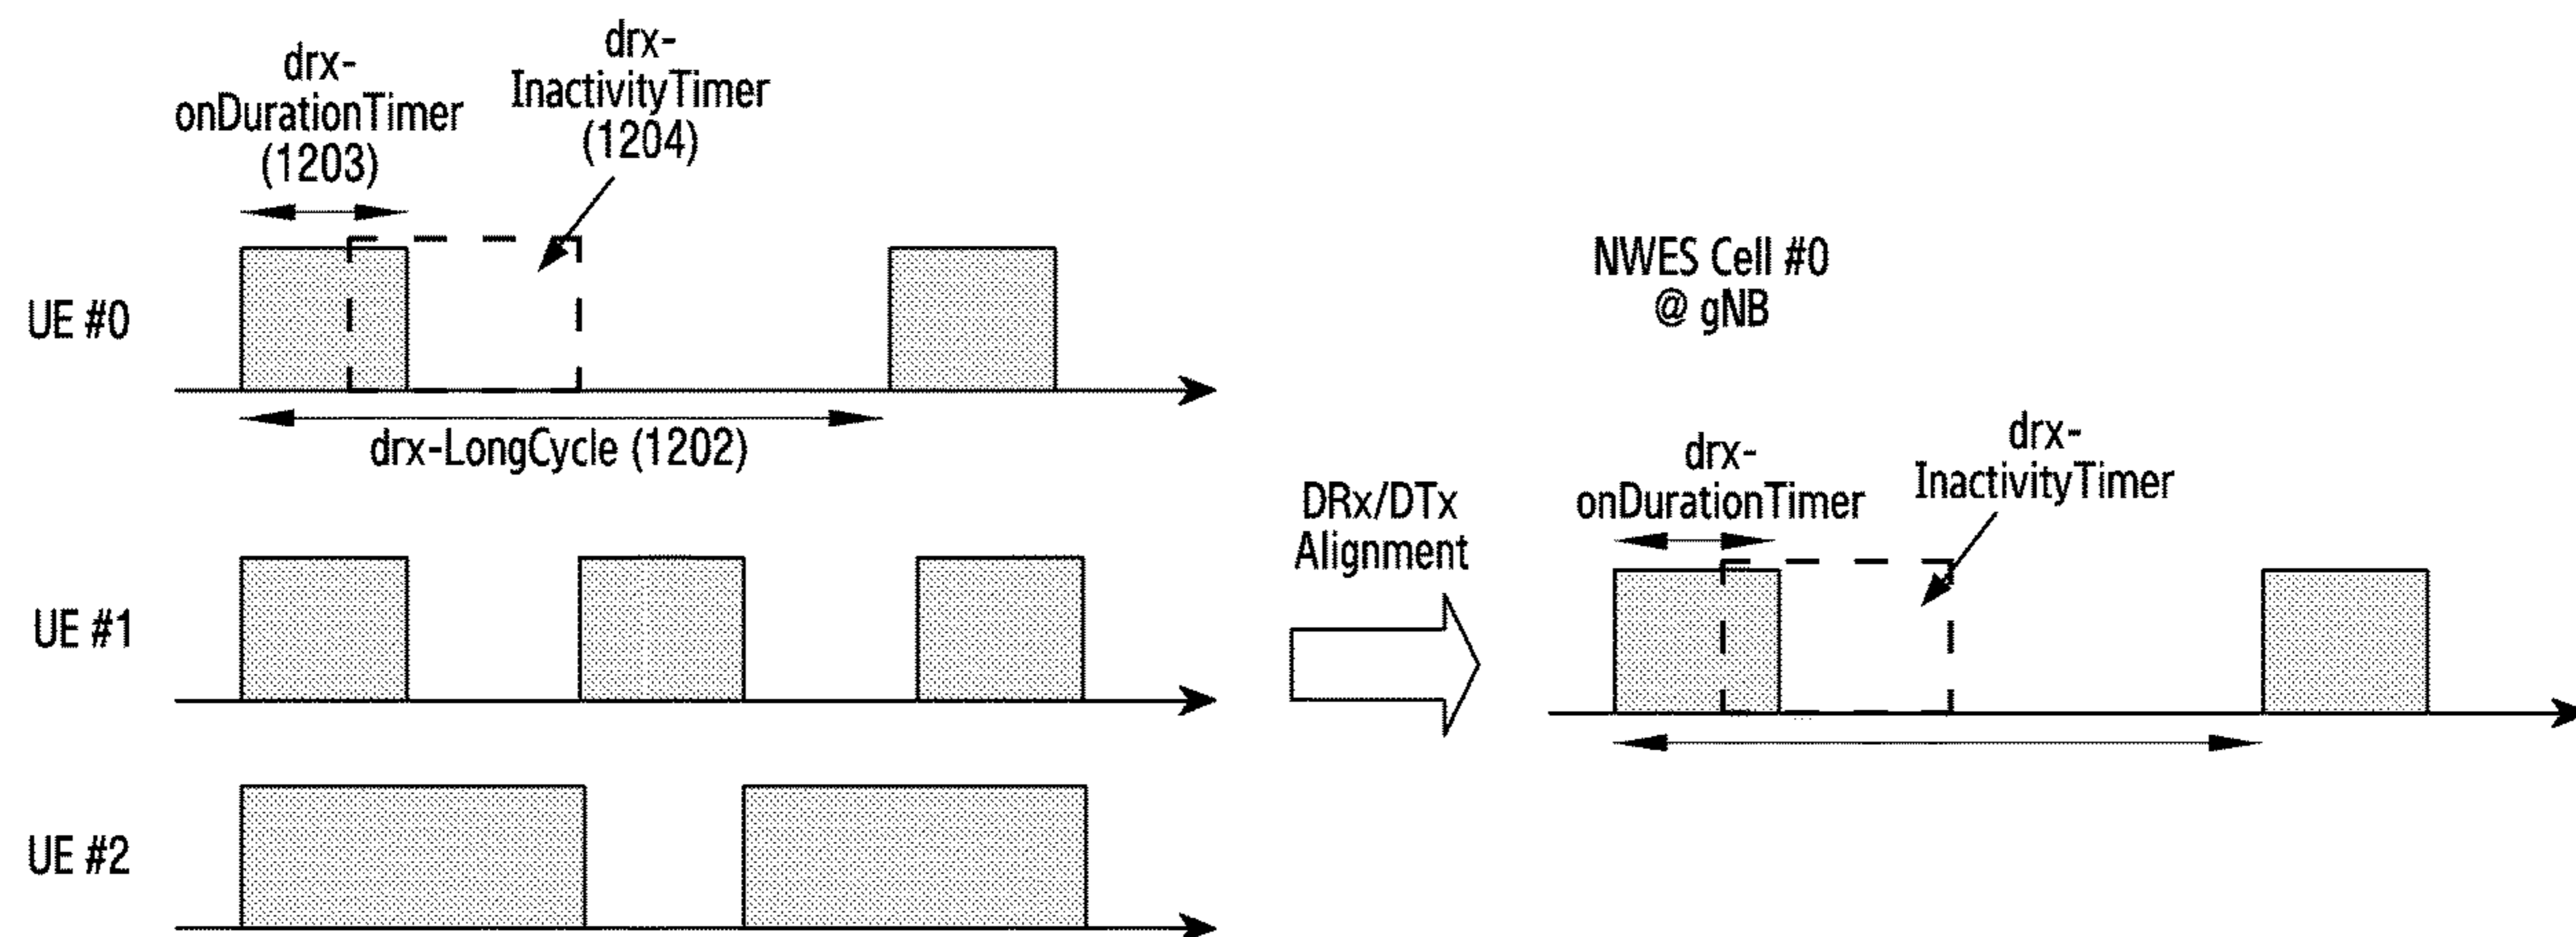 drx-
onDurationTimer
(1203)
drx-
InactivityTimer
(1204)
UE #0
drx-LongCycle (1202)
UE #1
UE #2
DRx/DTx
Alignment
NWES Cell #0
@ gNB
drx-
onDurationTimer
drx-
InactivityTimer